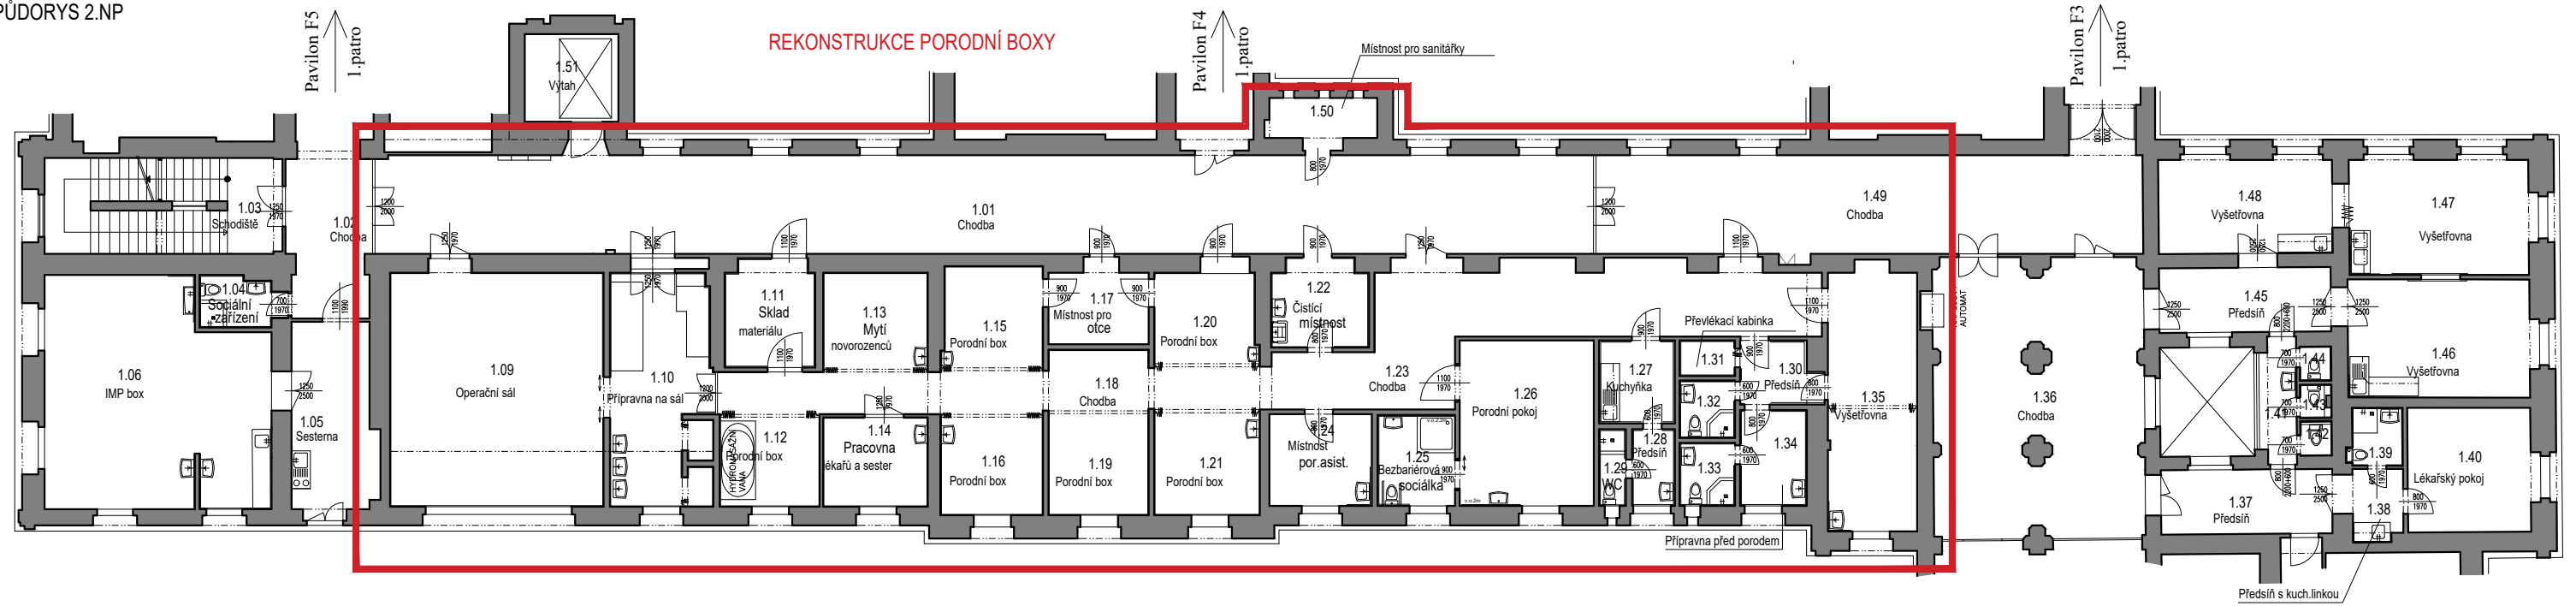 PŮDORYS 2.NP
Pavilon F5
1.patro
REKONSTRUKCE PORODNÍ BOXY
Pavilon F4
1.patro
Místnost pro sanitářky
Pavilon F3
1.patro
1.51
Výtah
1.50
1.03
Schodiště
1.02
Chodba
1.01
Chodba
1.49
Chodba
1.48
Vyšetřovna
1.47
Vyšetřovna
1.04
Sociální
zařízení
1.06
IMP box
1.05
Sesterna
1.09
Operační sál
1.10
Přípravna na sál
1.11
Sklad
materiálu
1.13
Mytí
novorozenců
1.12
Porodní box
HYDROMASÁŽNÍ
VANA
1.14
Pracovna
lékařů a sester
1.15
Porodní box
1.16
Porodní box
1.17
Místnost pro
otce
1.18
Chodba
1.19
Porodní box
1.20
Porodní box
1.21
Porodní box
1.22
Čistící
místnost
1.23
Chodba
1.24
Místnost
por.asist.
1.25
Bezbariérová
sociálka
1.26
Porodní pokoj
v.o.2m
1.27
Kuchyňka
1.28
Předsíň
1.29
WC
Převlékací kabinka
1.31
1.30
Předsíň
1.32
1.33
1.34
Přípravna před porodem
1.35
Vyšetřovna
AUTOMAT
1.36
Chodba
1.45
Předsíň
1.46
Vyšetřovna
1.44
1.43
1.42
1.41
1.37
Předsíň
1.39
1.38
1.40
Lékařský pokoj
Předsíň s kuch.linkou